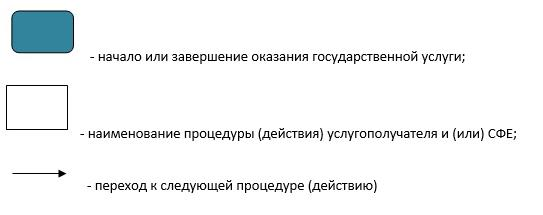 - начало или завершение оказания государственной услуги;
- наименование процедуры (действия) услугополучателя и (или) СФЕ;
- переход к следующей процедуре (действию)